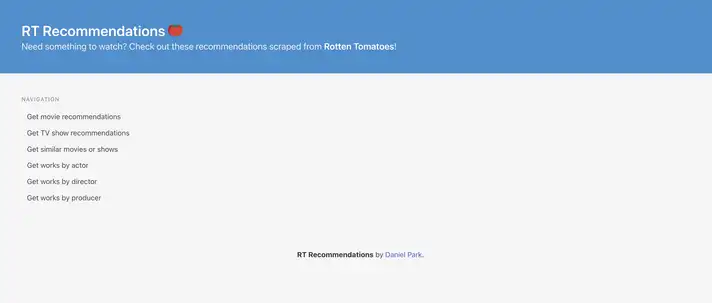 RT Recommendations
Need something to watch? Check out these recommendations scraped from Rotten Tomatoes!
NAVIGATION
Get movie recommendations
Get TV show recommendations
Get similar movies or shows
Get works by actor
Get works by director
Get works by producer
RT Recommendations by Daniel Park.